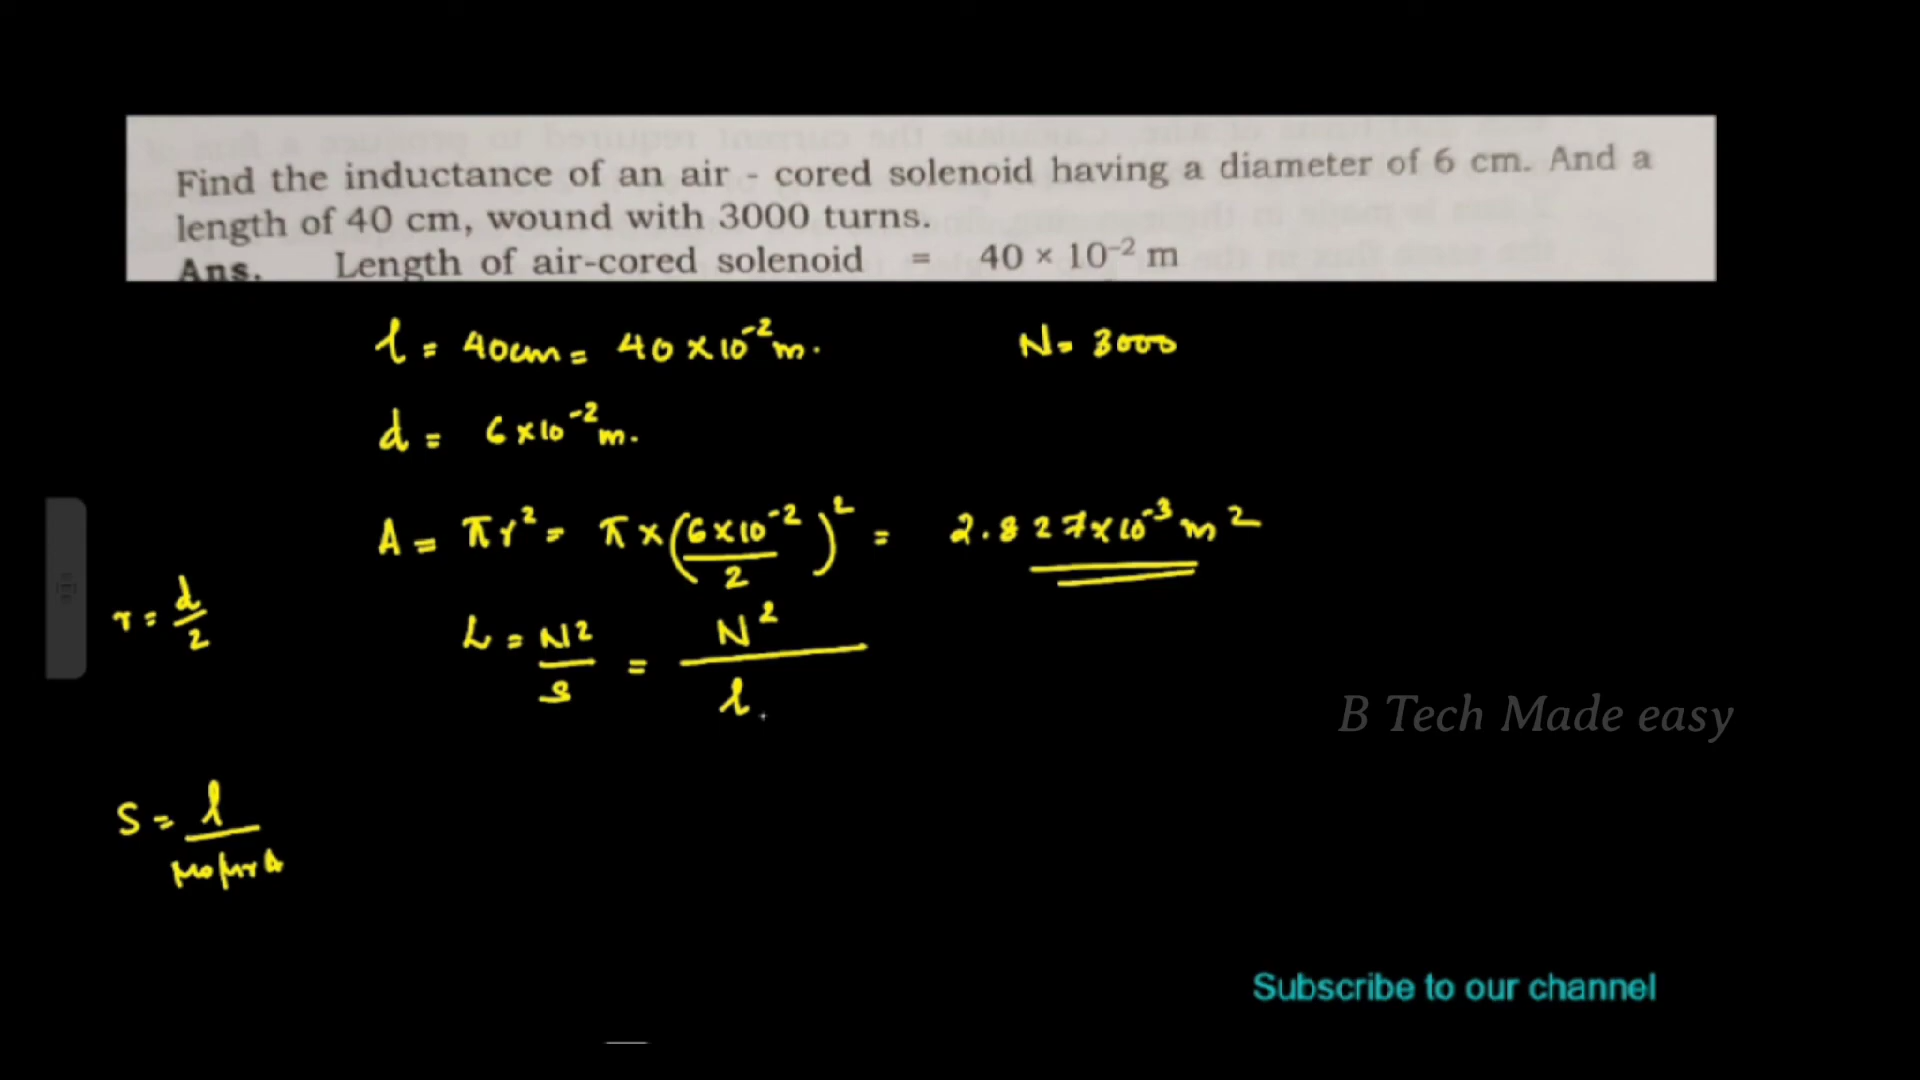 Find the inductance of an air - cored solenoid having a diameter of 6 cm. And a
length of 40 cm, wound with 3000 turns.
Ans. Length of air-cored solenoid = 40 × 10⁻² m
l = 40cm = 40 × 10⁻² m. N = 3000
d = 6 × 10⁻² m.
A = πr² = π × (6 × 10⁻² / 2)² = 2.827 × 10⁻³ m²
r = d/2
L = N²/S = N²/l
B Tech Made easy
S = l/μ₀μrA
Subscribe to our channel